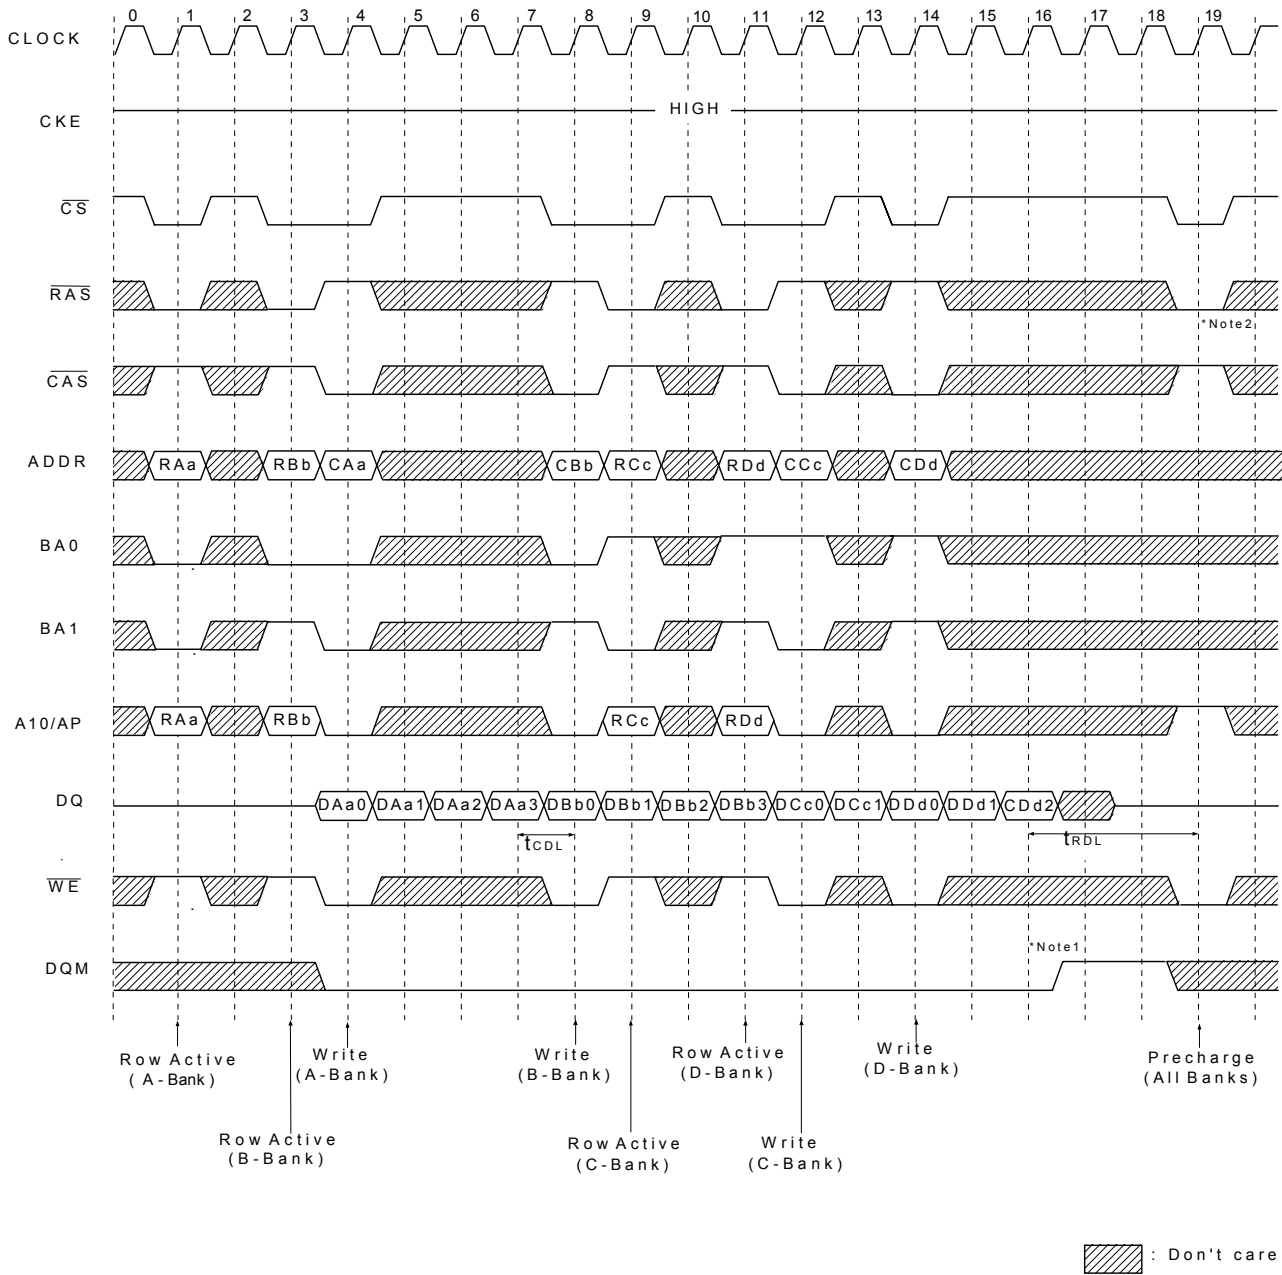 0 1 2 3 4 5 6 7 8 9 10 11 12 13 14 15 16 17 18 19
CLOCK
HIGH
CKE
CS
RAS
*Note2
CAS
ADDR RAa RBb CAa CBb RCc RDd CCc CDd
BA0
BA1
A10/AP RAa RBb RCc RDd
DQ DAa0 DAa1 DAa2 DAa3 DBb0 DBb1 DBb2 DBb3 DCc0 DCc1 DDd0 DDd1 CDd2
tCDL tRDL
WE
*Note1
DQM
Row Active
(A-Bank)
Write
(A-Bank)
Write
(B-Bank)
Row Active
(D-Bank)
Write
(D-Bank)
Precharge
(All Banks)
Row Active
(B-Bank)
Row Active
(C-Bank)
Write
(C-Bank)
: Don't care